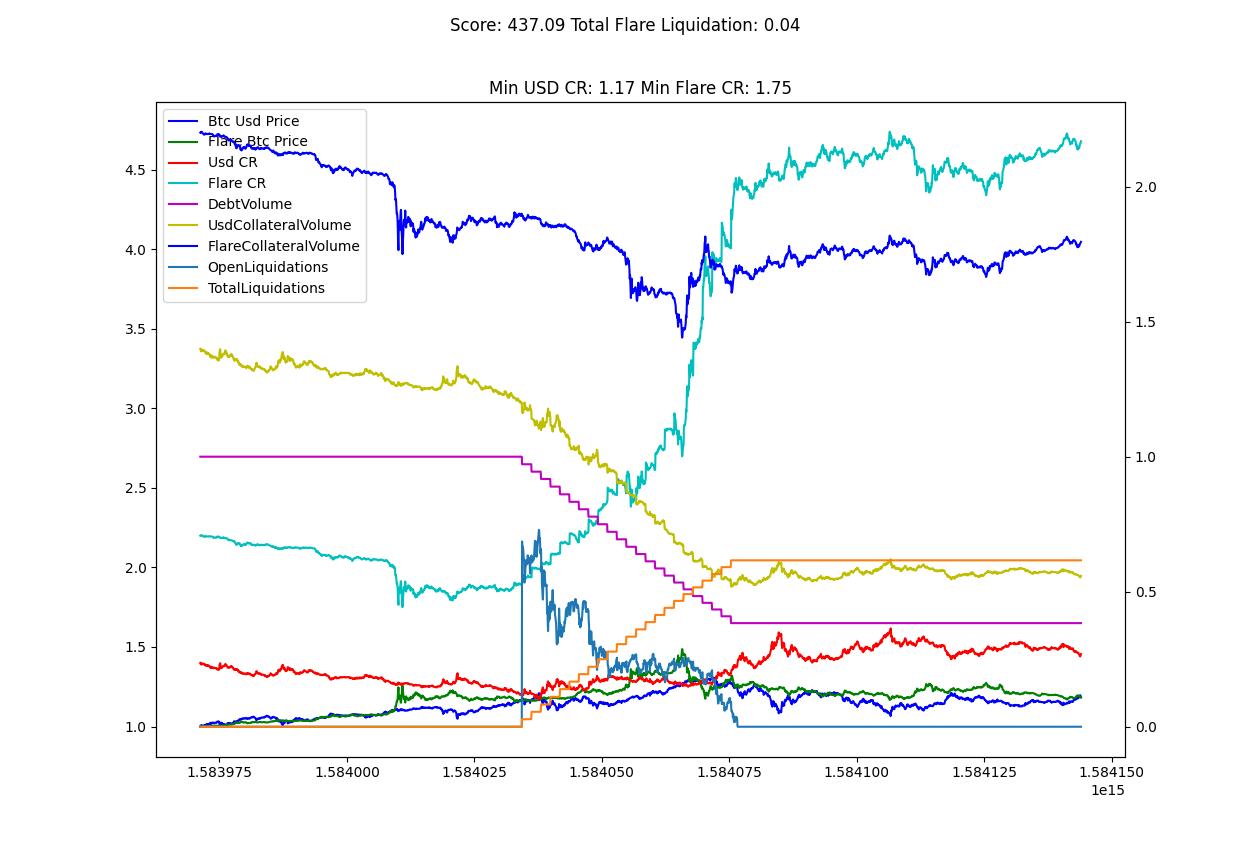 Score: 437.09 Total Flare Liquidation: 0.04
Min USD CR: 1.17 Min Flare CR: 1.75
Btc Usd Price
Flare Btc Price
Usd CR
Flare CR
DebtVolume
UsdCollateralVolume
FlareCollateralVolume
OpenLiquidations
TotalLiquidations
4.5
4.0
3.5
3.0
2.5
2.0
1.5
1.0
2.0
1.5
1.0
0.5
0.0
1.583975
1.584000
1.584025
1.584050
1.584075
1.584100
1.584125
1.584150
1e15